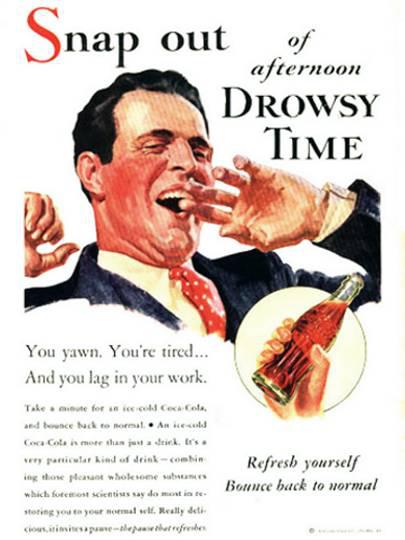 Snap out of
afternoon
DROWSY
TIME
You yawn. You're tired...
And you lag in your work.
Take a minute for an ice-cold Coca-Cola,
and bounce back to normal. • An ice-cold
Coca-Cola is more than just a drink. It's a
very particular kind of drink — combin-
ing those pleasant wholesome substances
which foremost scientists say do most in re-
storing you to your normal self. Really deli-
cious, it invites a pause — the pause that refreshes.
Refresh yourself
Bounce back to normal